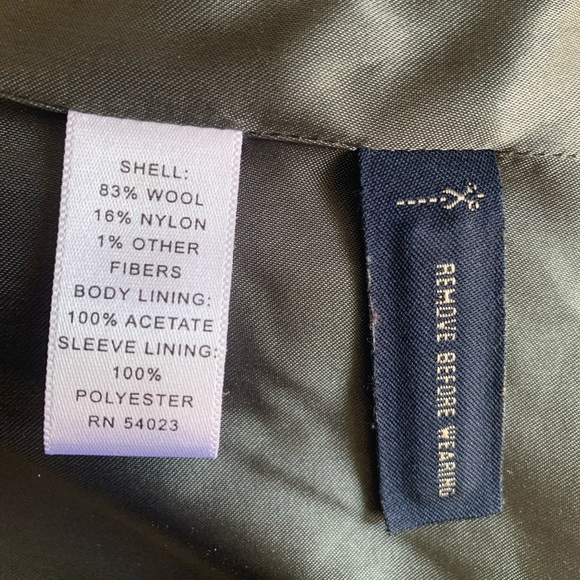 SHELL:
83% WOOL
16% NYLON
1% OTHER
FIBERS
BODY LINING:
100% ACETATE
SLEEVE LINING:
100%
POLYESTER
RN 54023
REMOVE BEFORE WEARING